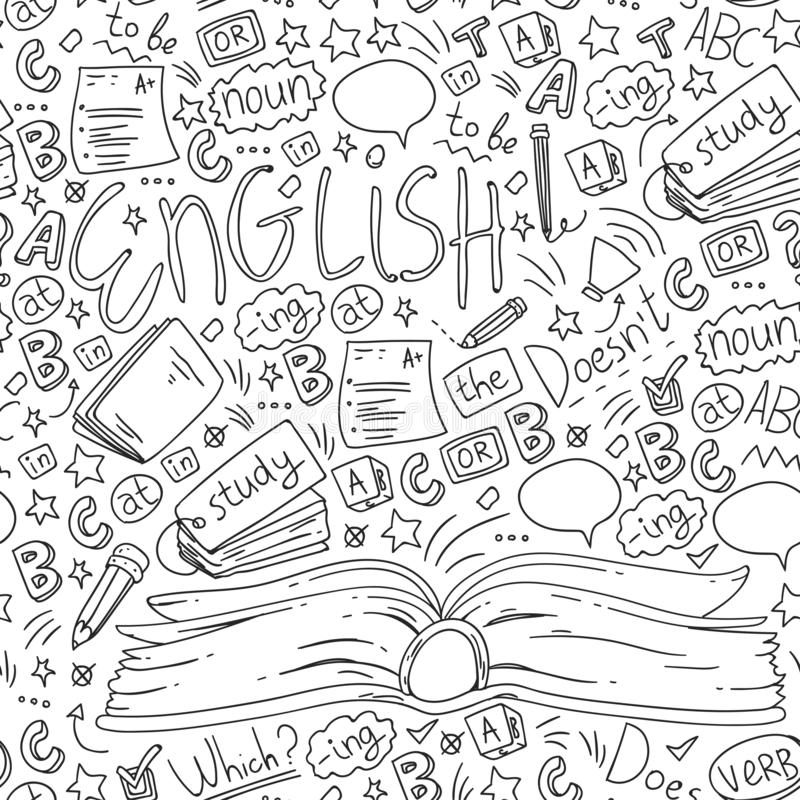 to be
OR
T
A B
T
ABC
C
A+
noun
in
A
-ing
study
B
C
in
to be
A B
ENGLISH
A
OR
?
at
-ing
at
C
Doesn't
B
in
B
A+
the
noun
at
ABC
in
at
in
study
A B
C
OR
B
B
C
B
C
-ing
B
C
Which?
-ing
B
C
A B
Does
VERB